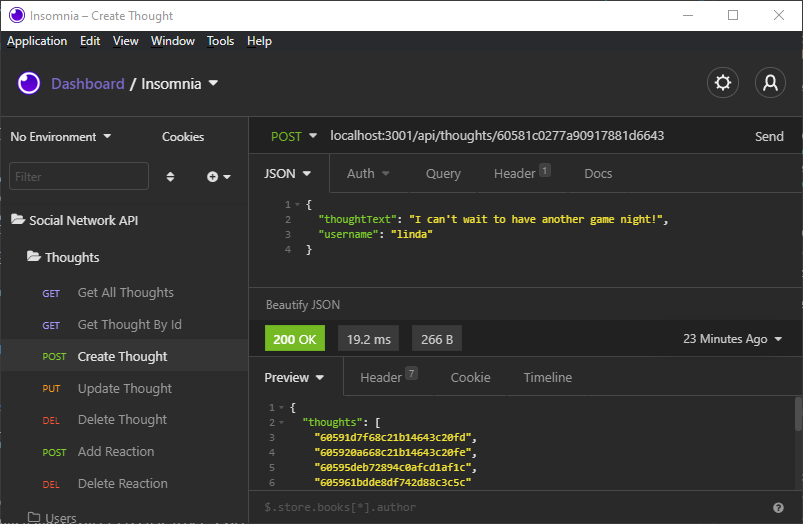 Insomnia – Create Thought
Application Edit View Window Tools Help
Dashboard / Insomnia
No Environment Cookies
Filter
Social Network API
Thoughts
GET Get All Thoughts
GET Get Thought By Id
POST Create Thought
PUT Update Thought
DEL Delete Thought
POST Add Reaction
DEL Delete Reaction
Users
POST localhost:3001/api/thoughts/60581c0277a90917881d6643 Send
JSON Auth Query Header 1 Docs
1 {
2 "thoughtText": "I can't wait to have another game night!",
3 "username": "linda"
4 }
Beautify JSON
200 OK 19.2 ms 266 B 23 Minutes Ago
Preview Header 7 Cookie Timeline
1 {
2 "thoughts": [
3 "60591d7f68c21b14643c20fd",
4 "605920a668c21b14643c20fe",
5 "60595deb72894c0afcd1af1c",
6 "605961bdde8df742d88c3c5c"
$.store.books[*].author